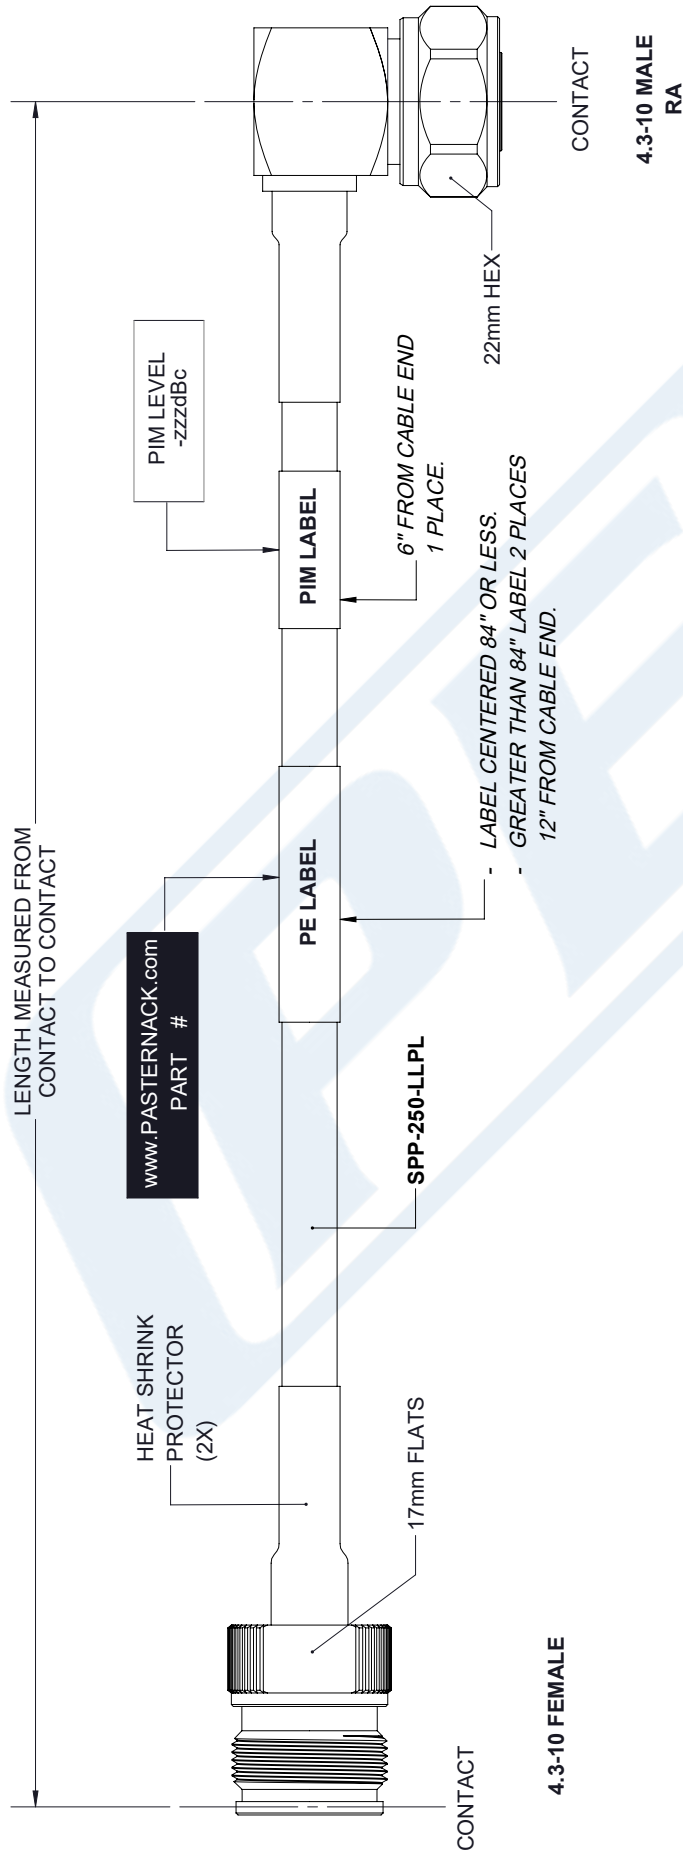 LENGTH MEASURED FROM
CONTACT TO CONTACT
HEAT SHRINK
PROTECTOR
(2X)
www.PASTERNACK.com
PART #
PIM LEVEL
-zzzdBc
PE LABEL
PIM LABEL
17mm FLATS
SPP-250-LLPL
- LABEL CENTERED 84" OR LESS.
- GREATER THAN 84" LABEL 2 PLACES
12" FROM CABLE END.
6" FROM CABLE END
1 PLACE.
22mm HEX
CONTACT
4.3-10 FEMALE
CONTACT
4.3-10 MALE
RA
PE